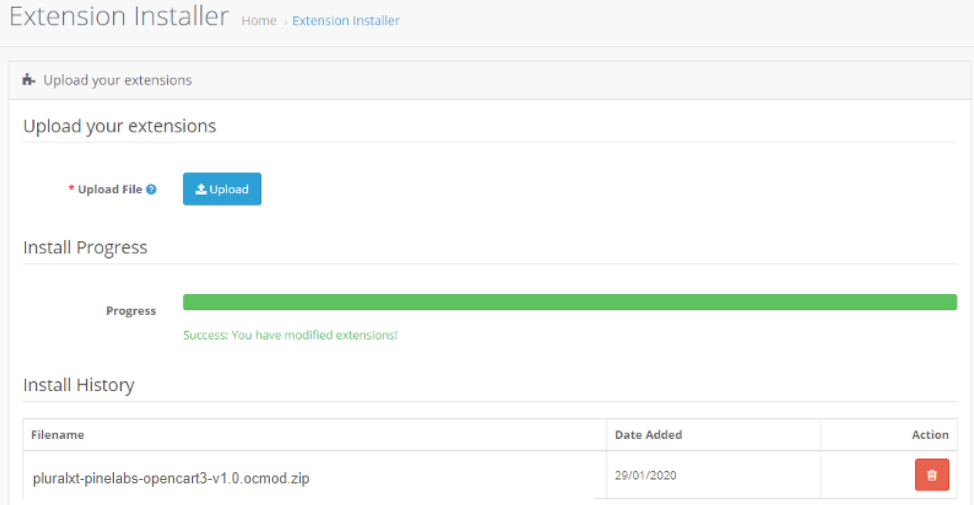 Extension Installer Home › Extension Installer
Upload your extensions
Upload your extensions
* Upload File Upload
Install Progress
Progress
Success: You have modified extensions!
Install History
Filename Date Added Action
pluralxt-pinelabs-opencart3-v1.0.ocmod.zip 29/01/2020